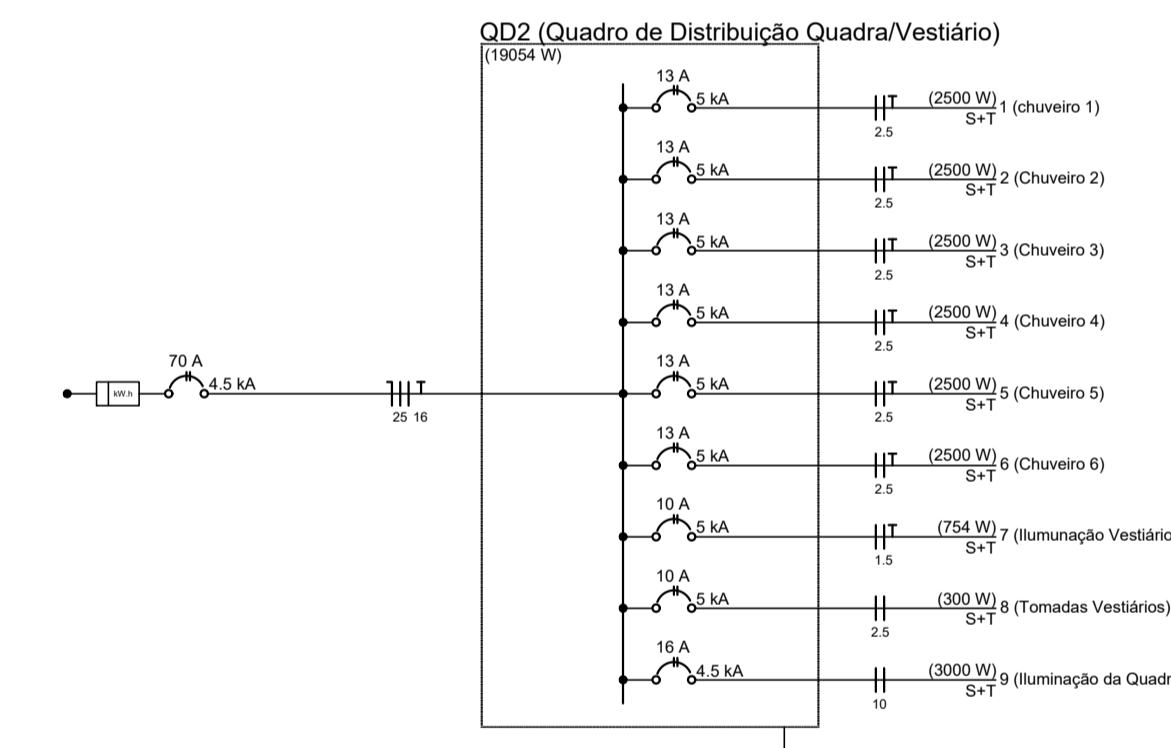 QD2 (Quadro de Distribuição Quadra/Vestiário)
(19054 W)
13 A
5 kA
T
2.5
(2500 W)
S+T
1 (chuveiro 1)
13 A
5 kA
T
2.5
(2500 W)
S+T
2 (Chuveiro 2)
13 A
5 kA
T
2.5
(2500 W)
S+T
3 (Chuveiro 3)
13 A
5 kA
T
2.5
(2500 W)
S+T
4 (Chuveiro 4)
70 A
kW.h
4.5 kA
T
25 16
13 A
5 kA
T
2.5
(2500 W)
S+T
5 (Chuveiro 5)
13 A
5 kA
T
2.5
(2500 W)
S+T
6 (Chuveiro 6)
10 A
5 kA
T
1.5
(754 W)
S+T
7 (Ilumunação Vestiário
10 A
5 kA
2.5
(300 W)
S+T
8 (Tomadas Vestiários)
16 A
4.5 kA
10
(3000 W)
S+T
9 (Iluminação da Quadr